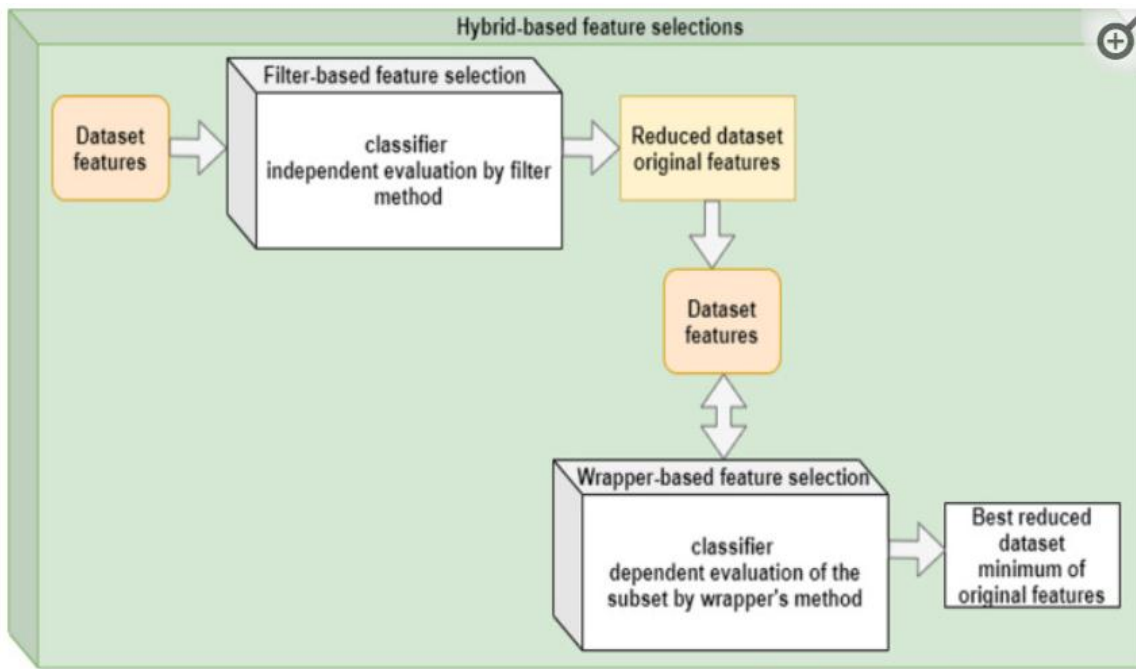 Hybrid-based feature selections
Filter-based feature selection
Dataset
features
classifier
independent evaluation by filter
method
Reduced dataset
original features
Dataset
features
Wrapper-based feature selection
classifier
dependent evaluation of the
subset by wrapper's method
Best reduced
dataset
minimum of
original features